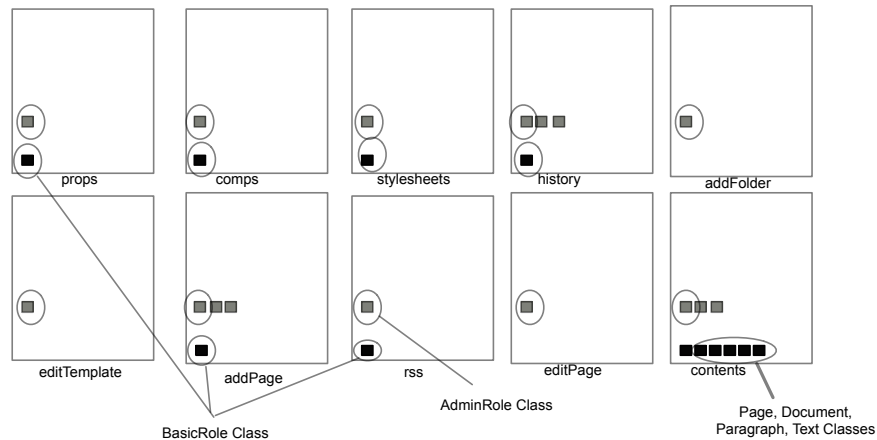 props
comps
stylesheets
history
addFolder
editTemplate
addPage
rss
editPage
contents
BasicRole Class
AdminRole Class
Page, Document,
Paragraph, Text Classes